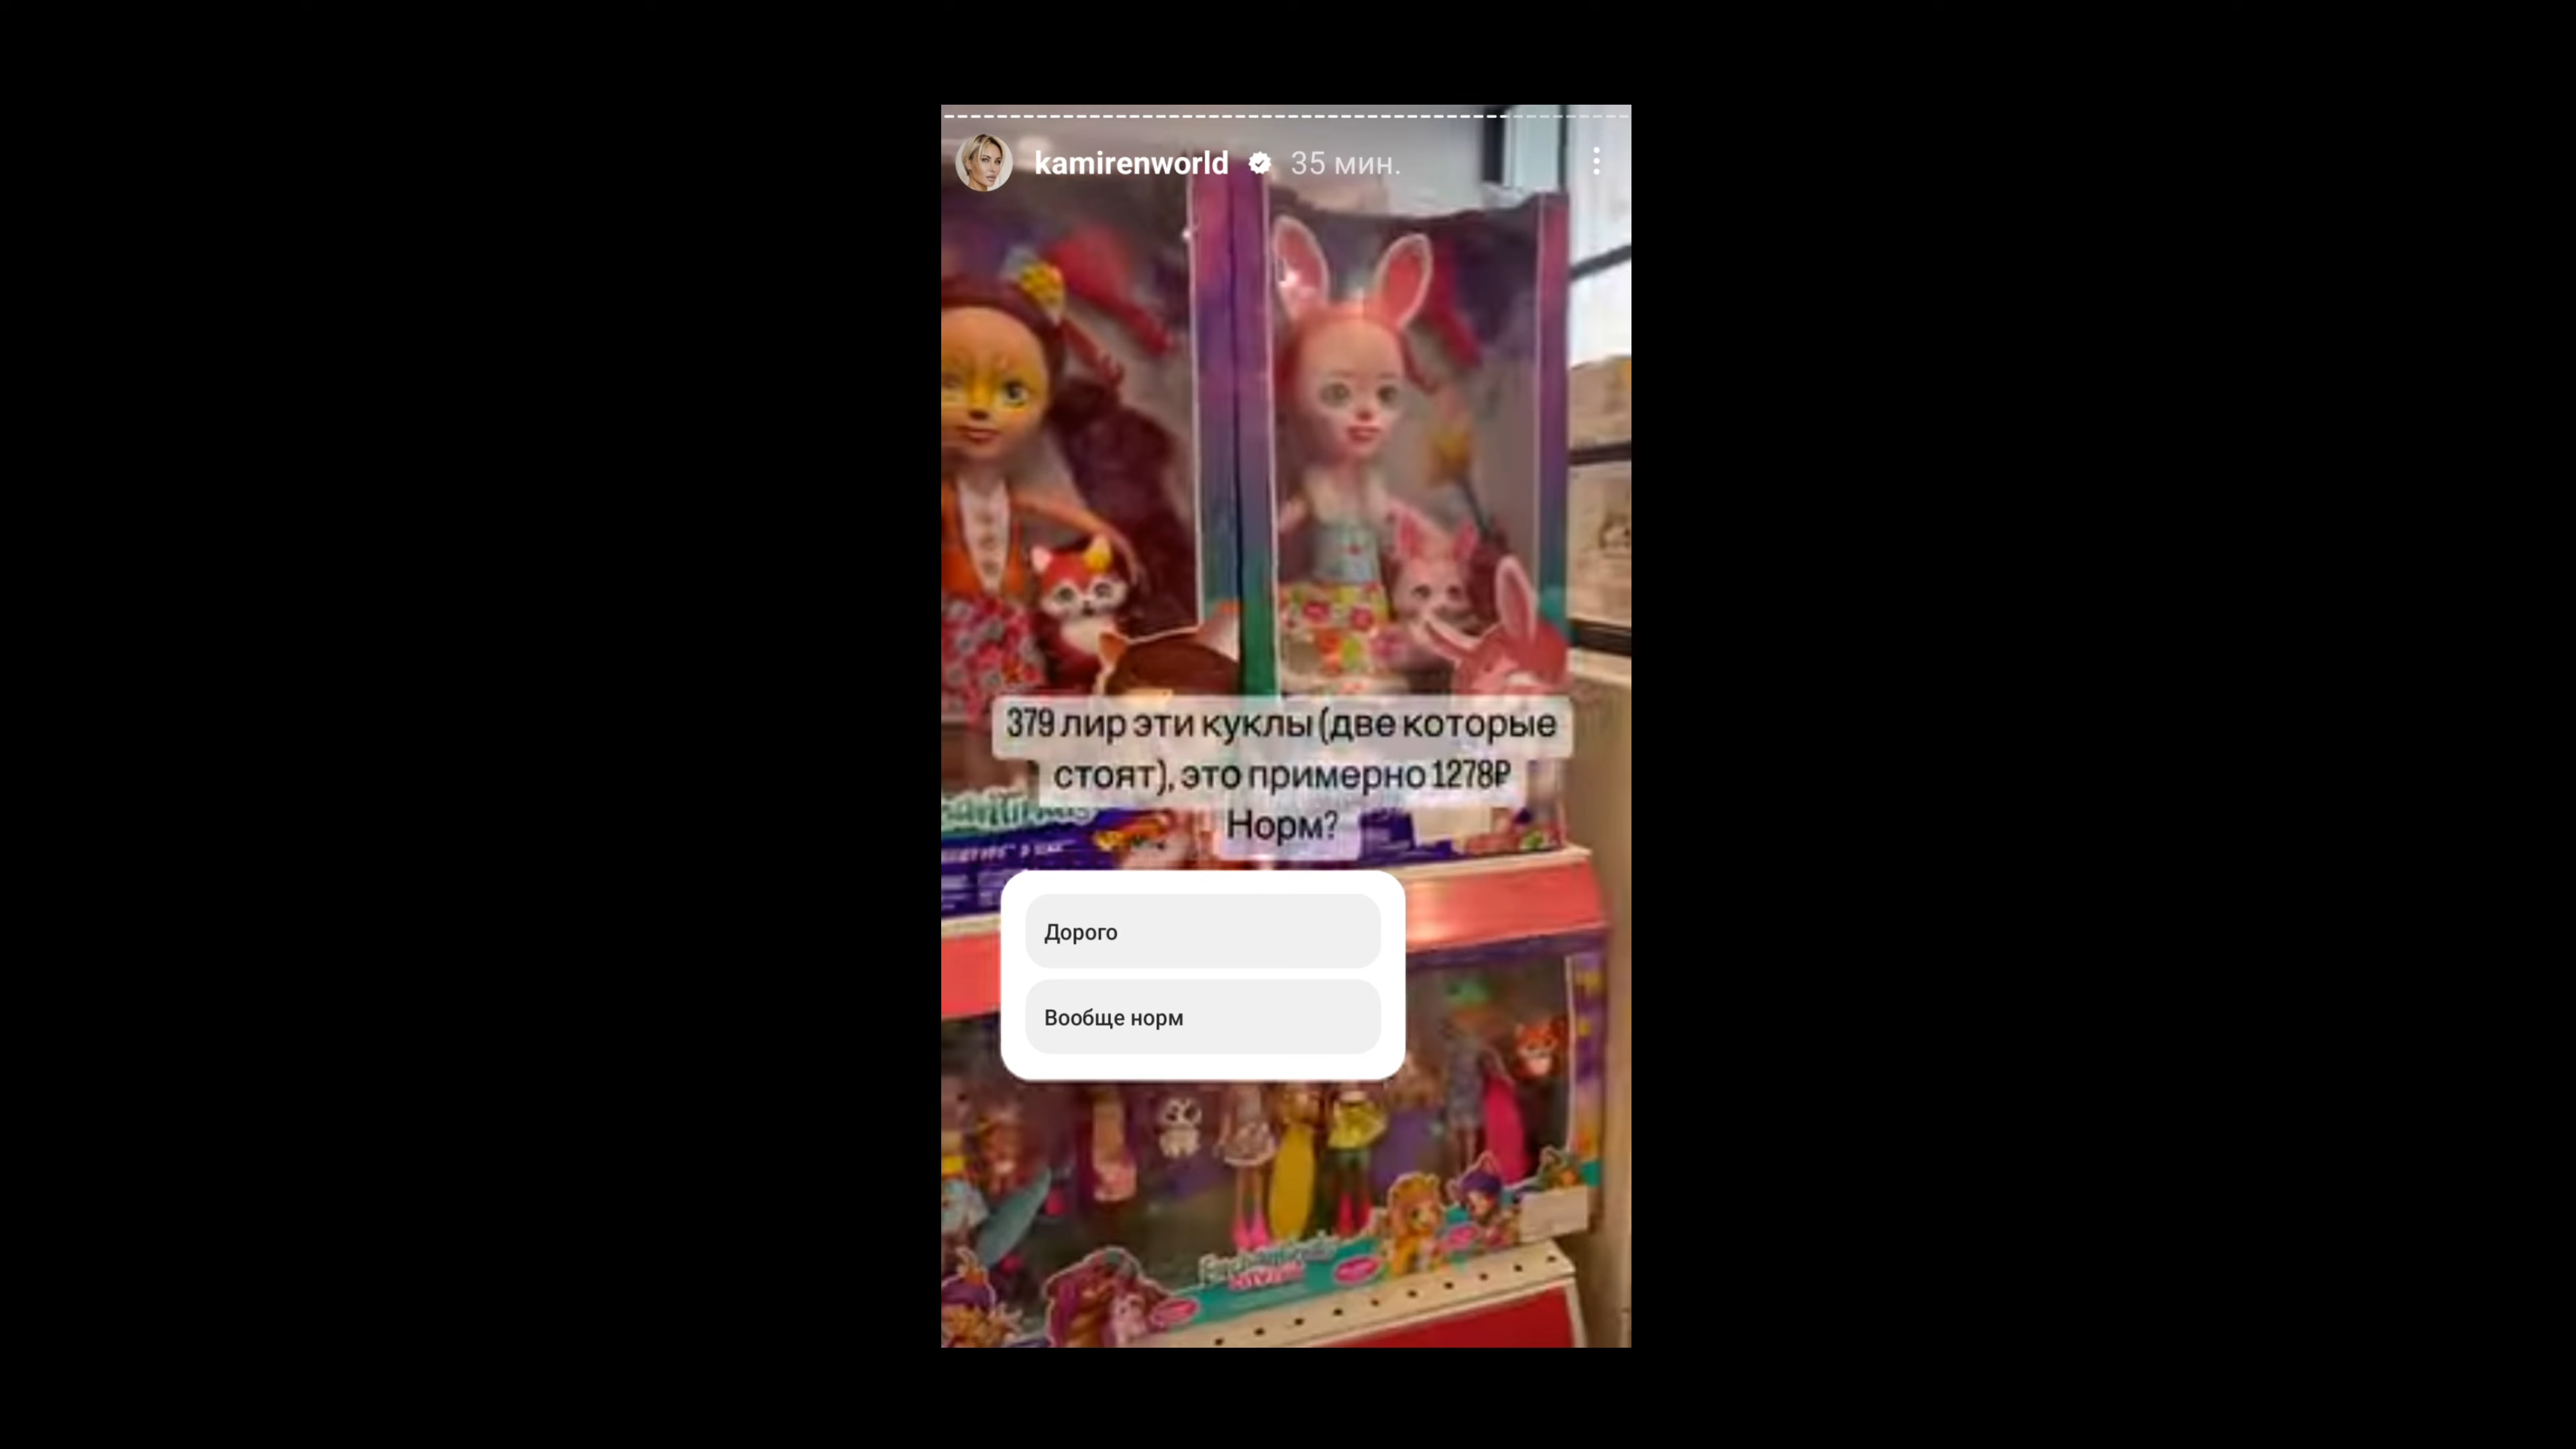 kamirenworld 35 мин.
379 лир эти куклы (две которые
стоят), это примерно 1278₽
Норм?
Дорого
Вообще норм